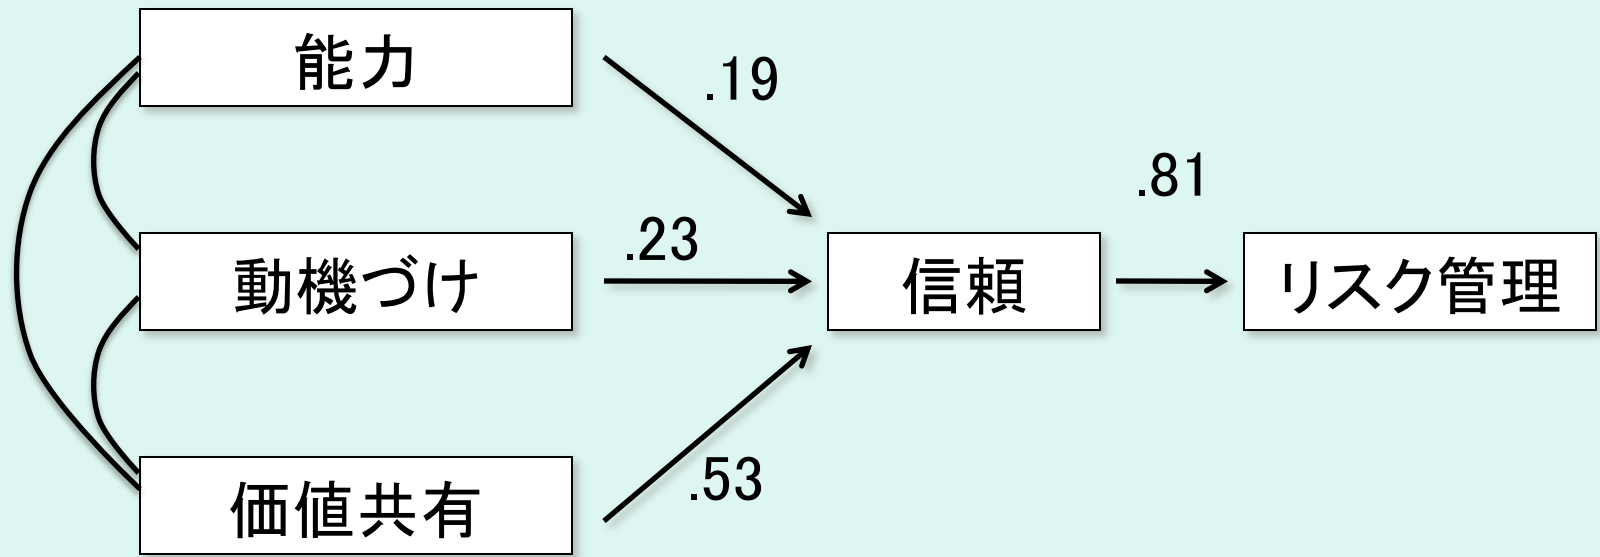 能力
.19
.81
動機づけ
.23
信頼
リスク管理
.53
価値共有